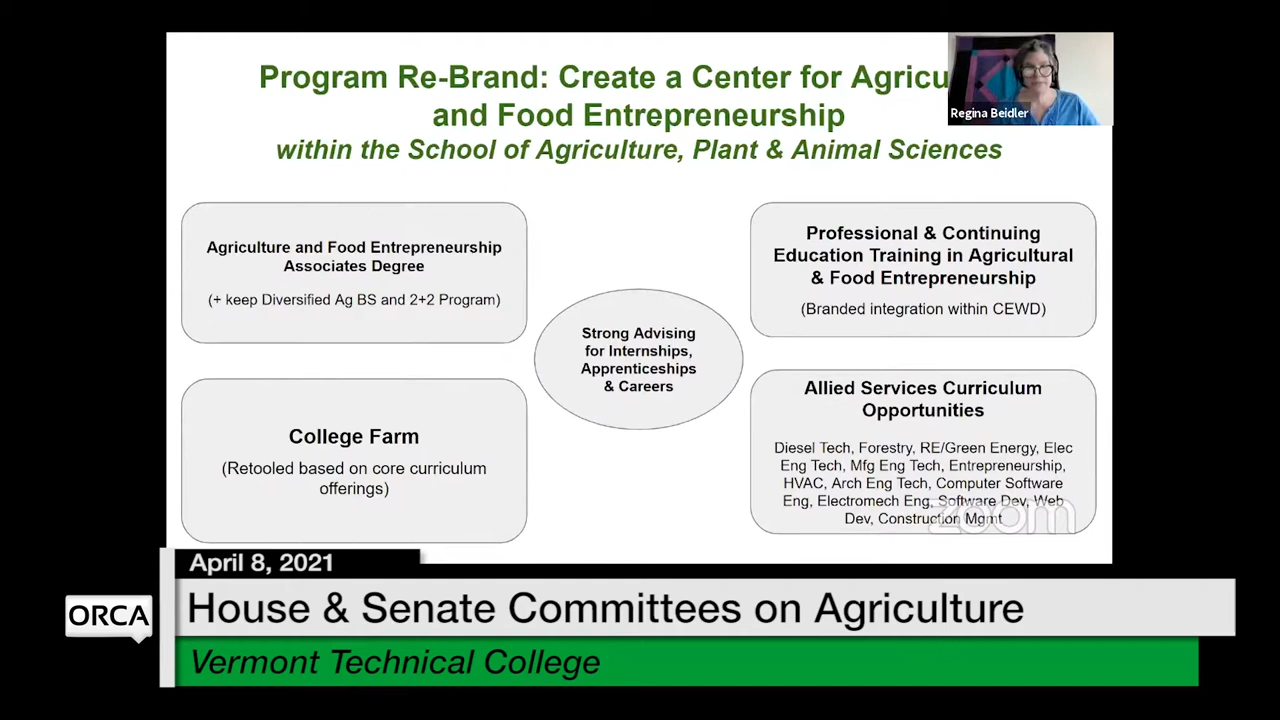 Program Re-Brand: Create a Center for Agricu
and Food Entrepreneurship
within the School of Agriculture, Plant & Animal Sciences
Regina Beidler
Agriculture and Food Entrepreneurship
Associates Degree
(+ keep Diversified Ag BS and 2+2 Program)
Professional & Continuing
Education Training in Agricultural
& Food Entrepreneurship
(Branded integration within CEWD)
Strong Advising
for Internships,
Apprenticeships
& Careers
College Farm
(Retooled based on core curriculum
offerings)
Allied Services Curriculum
Opportunities
Diesel Tech, Forestry, RE/Green Energy, Elec
Eng Tech, Mfg Eng Tech, Entrepreneurship,
HVAC, Arch Eng Tech, Computer Software
Eng, Electromech Eng, Software Dev, Web
Dev, Construction Mgmt
zoom
April 8, 2021
ORCA
House & Senate Committees on Agriculture
Vermont Technical College